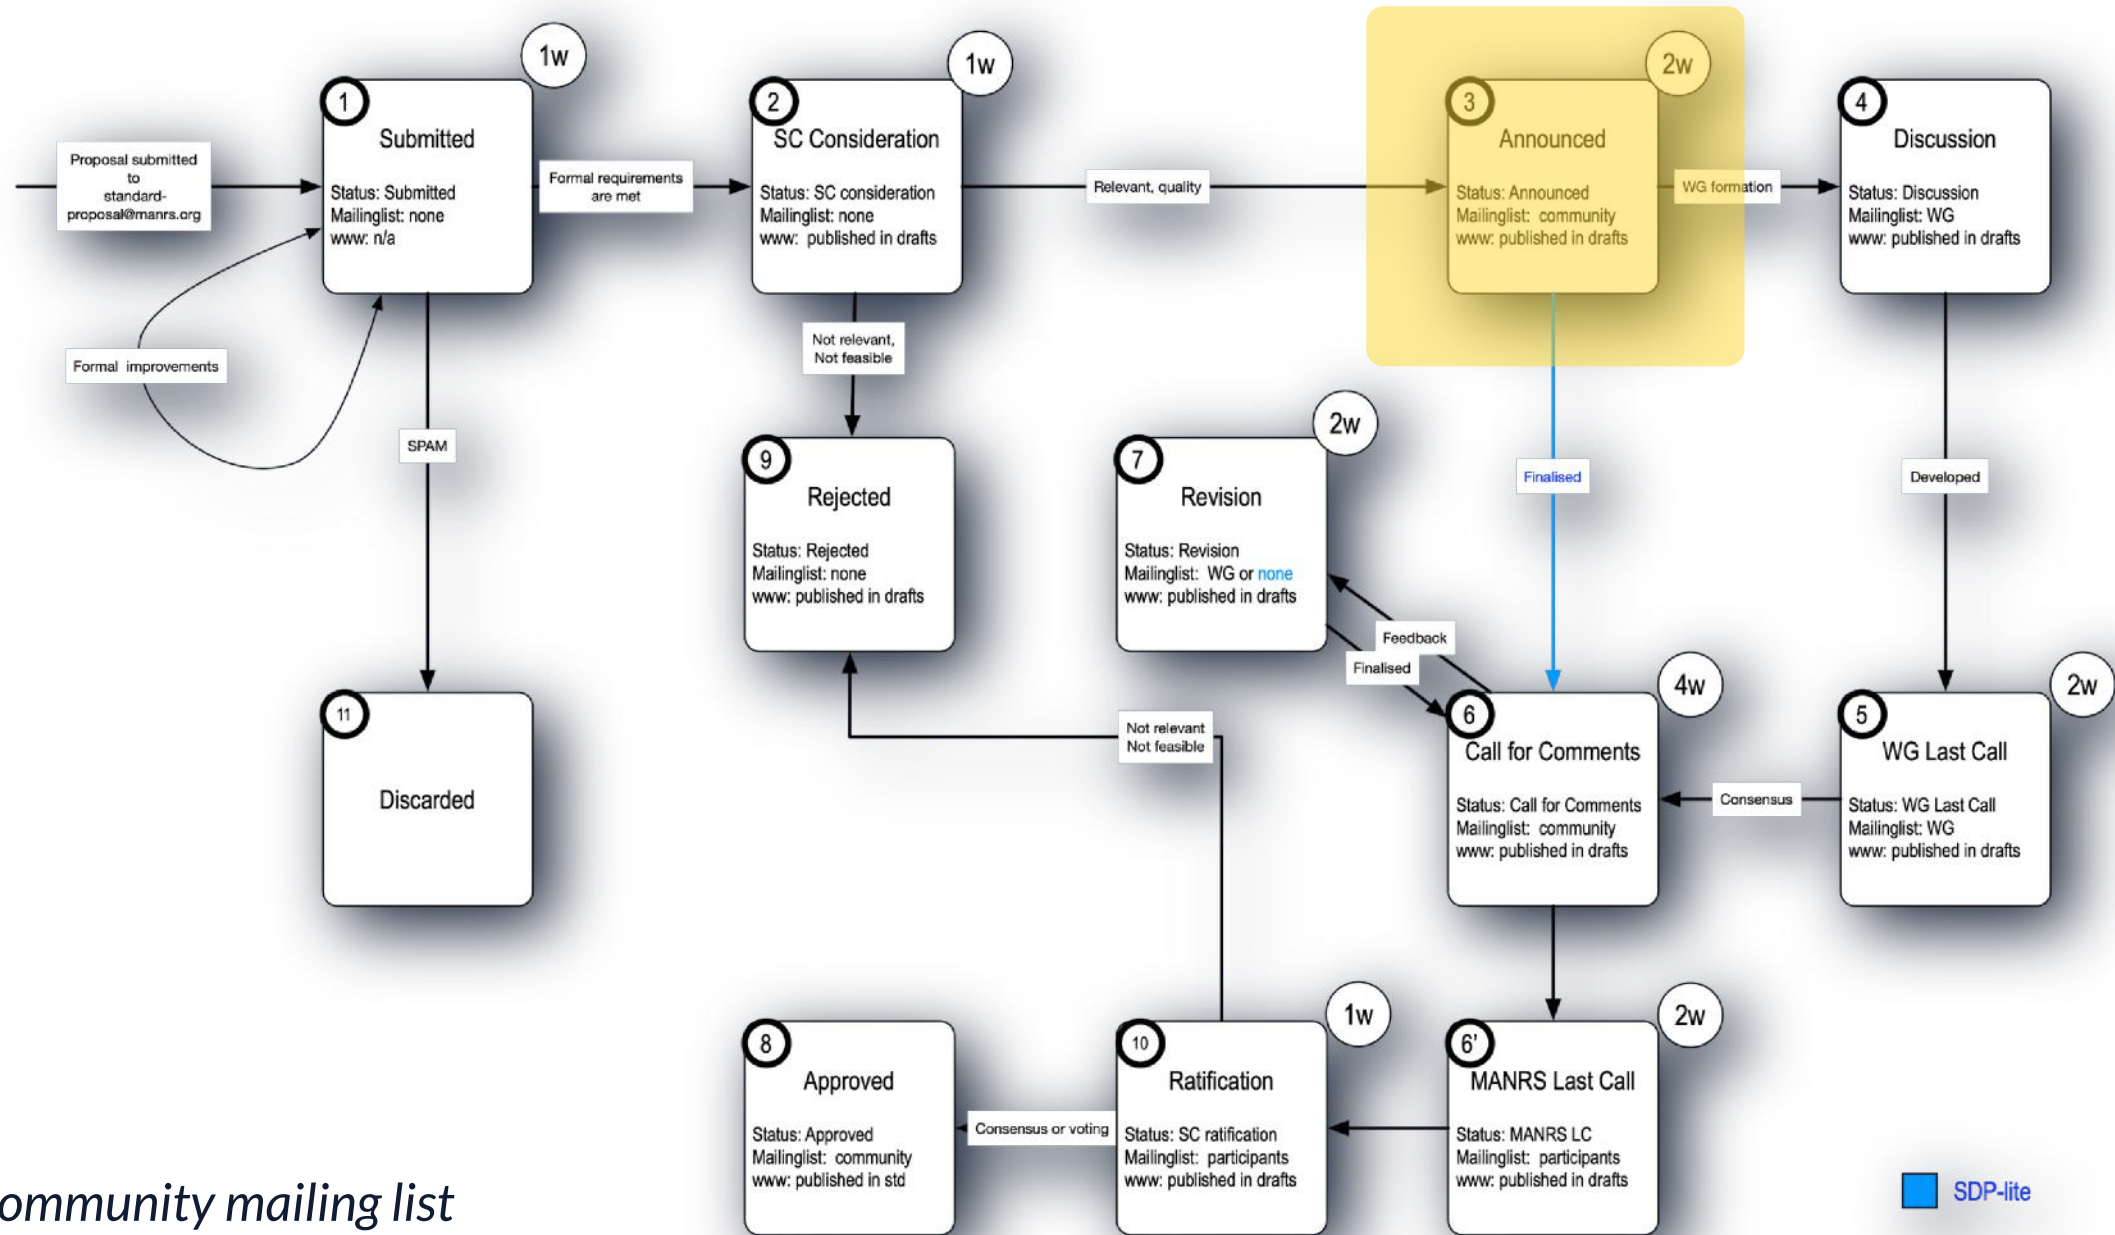 Proposal submitted
to
standard-
proposal@manrs.org
1w
1
Submitted
Status: Submitted
Mailinglist: none
www: n/a
Formal requirements
are met
1w
2
SC Consideration
Status: SC consideration
Mailinglist: none
www: published in drafts
Relevant, quality
2w
3
Announced
Status: Announced
Mailinglist: community
www: published in drafts
WG formation
4
Discussion
Status: Discussion
Mailinglist: WG
www: published in drafts
Formal improvements
SPAM
Not relevant,
Not feasible
9
Rejected
Status: Rejected
Mailinglist: none
www: published in drafts
2w
7
Revision
Status: Revision
Mailinglist: WG or none
www: published in drafts
Finalised
Developed
Feedback
Finalised
11
Discarded
Not relevant
Not feasible
4w
6
Call for Comments
Status: Call for Comments
Mailinglist: community
www: published in drafts
Consensus
2w
5
WG Last Call
Status: WG Last Call
Mailinglist: WG
www: published in drafts
8
Approved
Status: Approved
Mailinglist: community
www: published in std
Consensus or voting
1w
10
Ratification
Status: SC ratification
Mailinglist: participants
www: published in drafts
2w
6'
MANRS Last Call
Status: MANRS LC
Mailinglist: participants
www: published in drafts
SDP-lite
ommunity mailing list